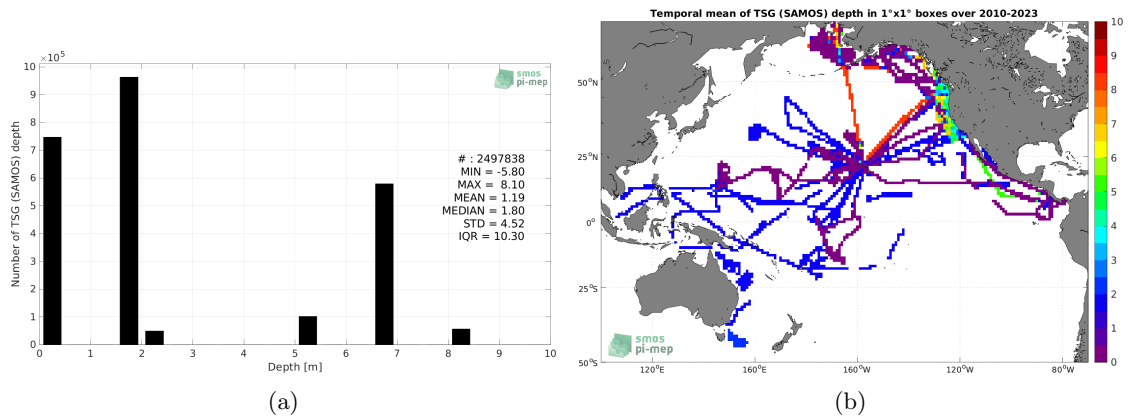 ×10⁵
10
9
8
7
6
5
4
3
2
1
0
Number of TSG (SAMOS) depth
smos
pi-mep
# : 2497838
MIN = -5.80
MAX = 8.10
MEAN = 1.19
MEDIAN = 1.80
STD = 4.52
IQR = 10.30
smos
pi-mep
0 1 2 3 4 5 6 7 8 9 10
Depth [m]
(a)
Temporal mean of TSG (SAMOS) depth in 1°x1° boxes over 2010-2023
50°N
25°N
0°
25°S
50°S
120°E 160°E 160°W 120°W 80°W
smos
pi-mep
10
9
8
7
6
5
4
3
2
1
0
(b)